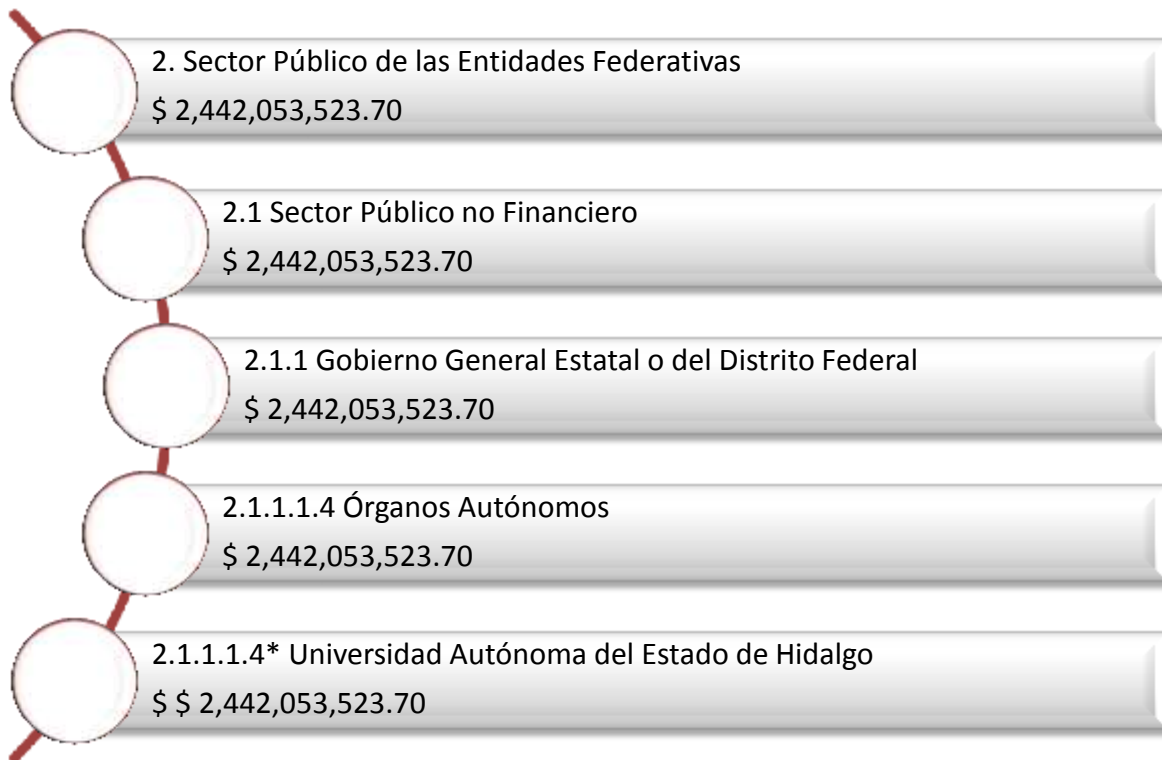 2. Sector Público de las Entidades Federativas
$ 2,442,053,523.70
2.1 Sector Público no Financiero
$ 2,442,053,523.70
2.1.1 Gobierno General Estatal o del Distrito Federal
$ 2,442,053,523.70
2.1.1.1.4 Órganos Autónomos
$ 2,442,053,523.70
2.1.1.1.4* Universidad Autónoma del Estado de Hidalgo
$ $ 2,442,053,523.70